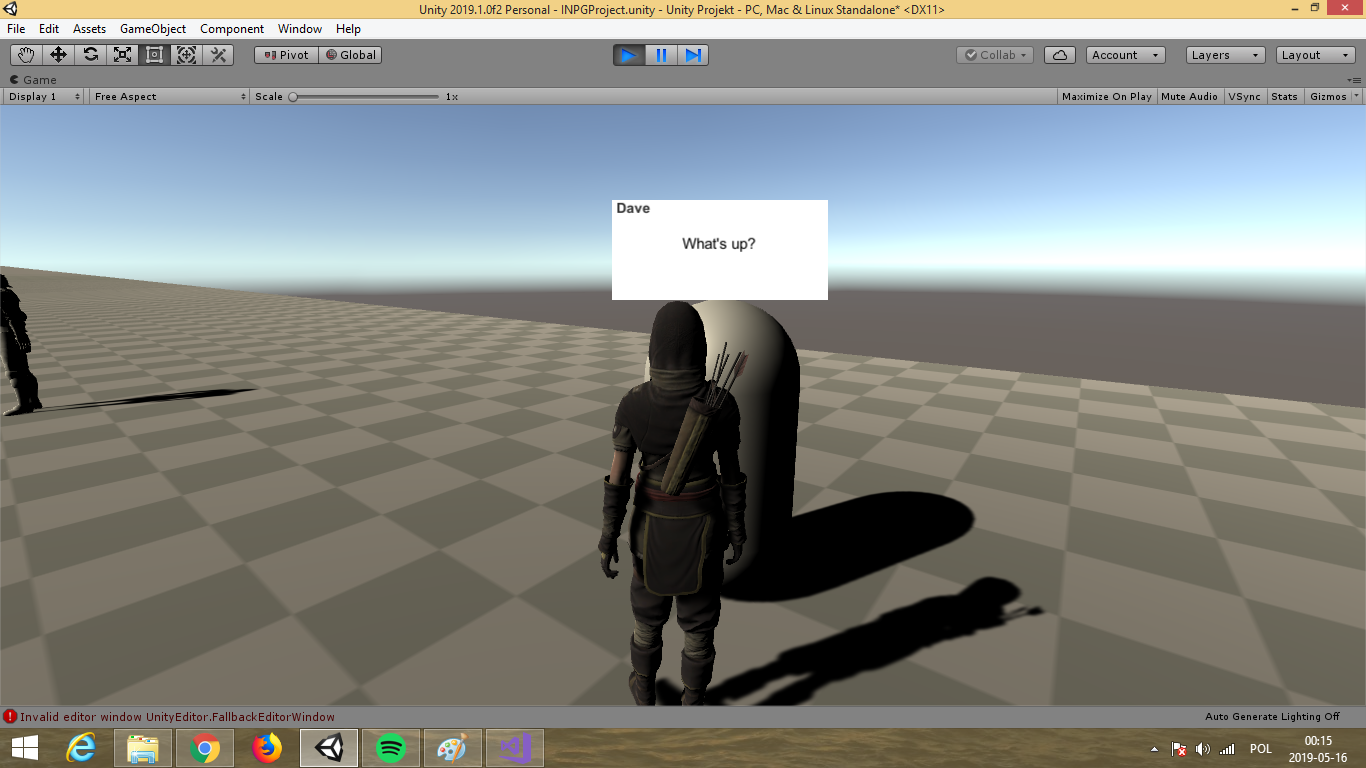 Unity 2019.1.0f2 Personal - INPGProject.unity - Unity Projekt - PC, Mac & Linux Standalone* <DX11>
File Edit Assets GameObject Component Window Help
Pivot Global Collab Account Layers Layout
Game
Display 1 Free Aspect Scale 1x Maximize On Play Mute Audio VSync Stats Gizmos
Dave
What's up?
Invalid editor window UnityEditor.FallbackEditorWindow Auto Generate Lighting Off
POL 00:15
2019-05-16